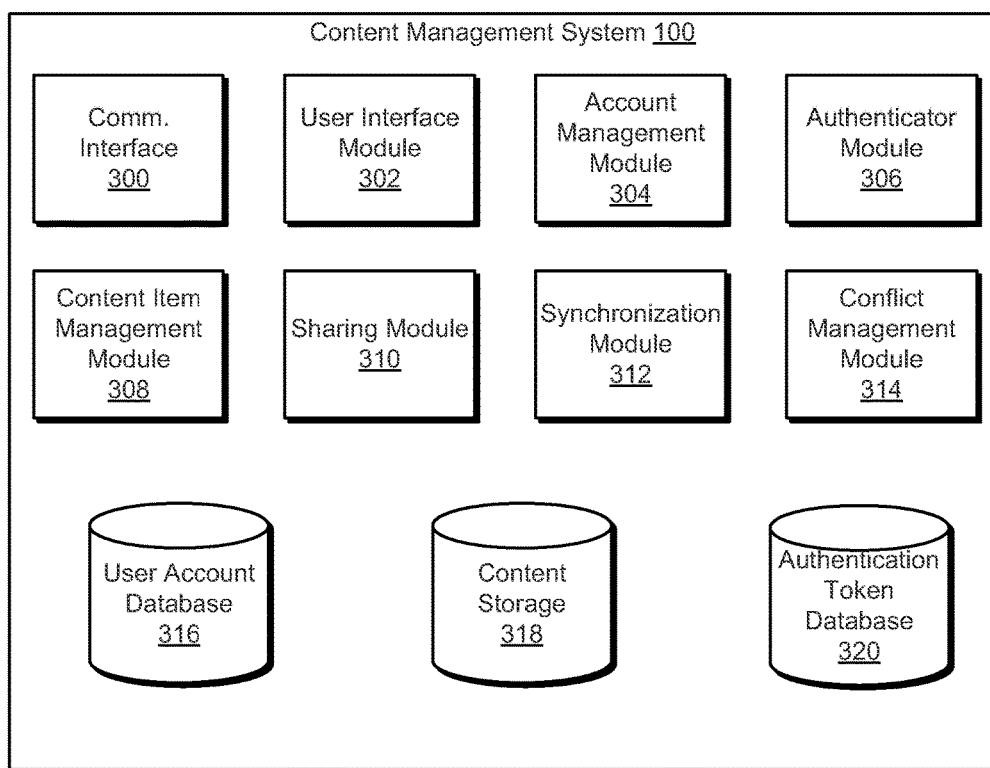 Content Management System 100
Comm.
Interface
300
User Interface
Module
302
Account
Management
Module
304
Authenticator
Module
306
Content Item
Management
Module
308
Sharing Module
310
Synchronization
Module
312
Conflict
Management
Module
314
User Account
Database
316
Content
Storage
318
Authentication
Token
Database
320